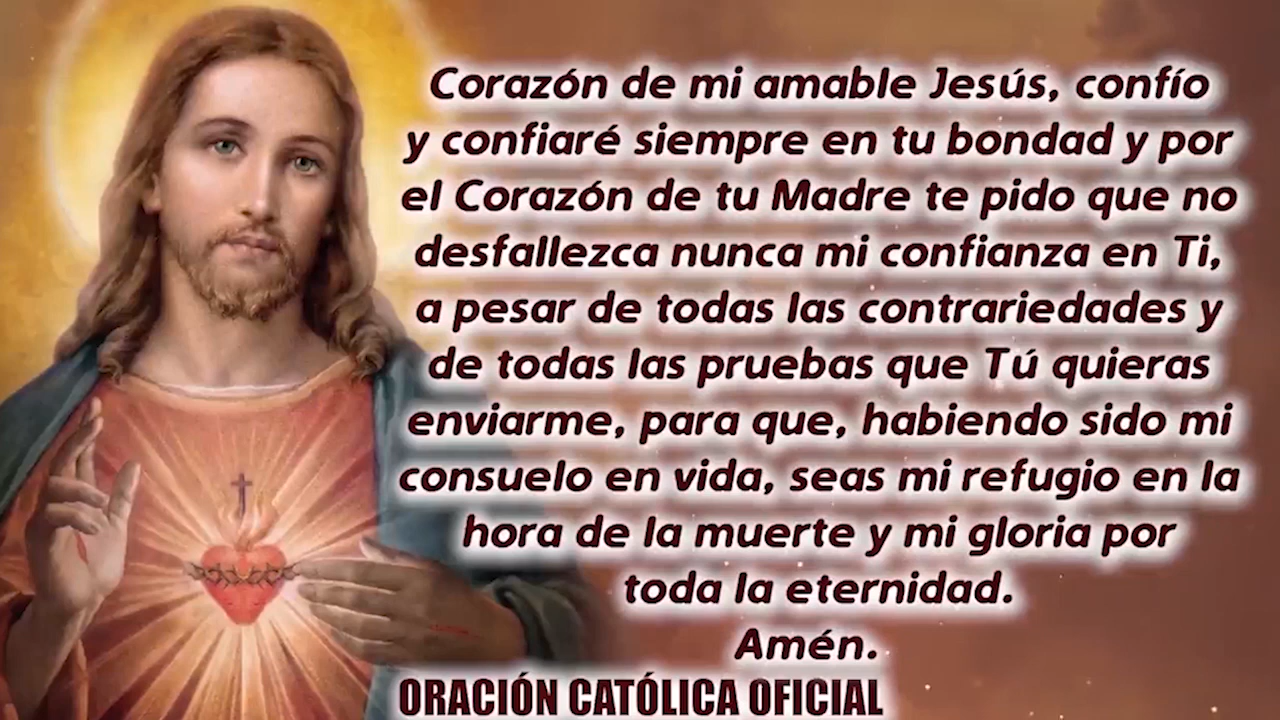 Corazón de mi amable Jesús, confío
y confiaré siempre en tu bondad y por
el Corazón de tu Madre te pido que no
desfallezca nunca mi confianza en Ti,
a pesar de todas las contrariedades y
de todas las pruebas que Tú quieras
enviarme, para que, habiendo sido mi
consuelo en vida, seas mi refugio en la
hora de la muerte y mi gloria por
toda la eternidad.
Amén.
ORACIÓN CATÓLICA OFICIAL